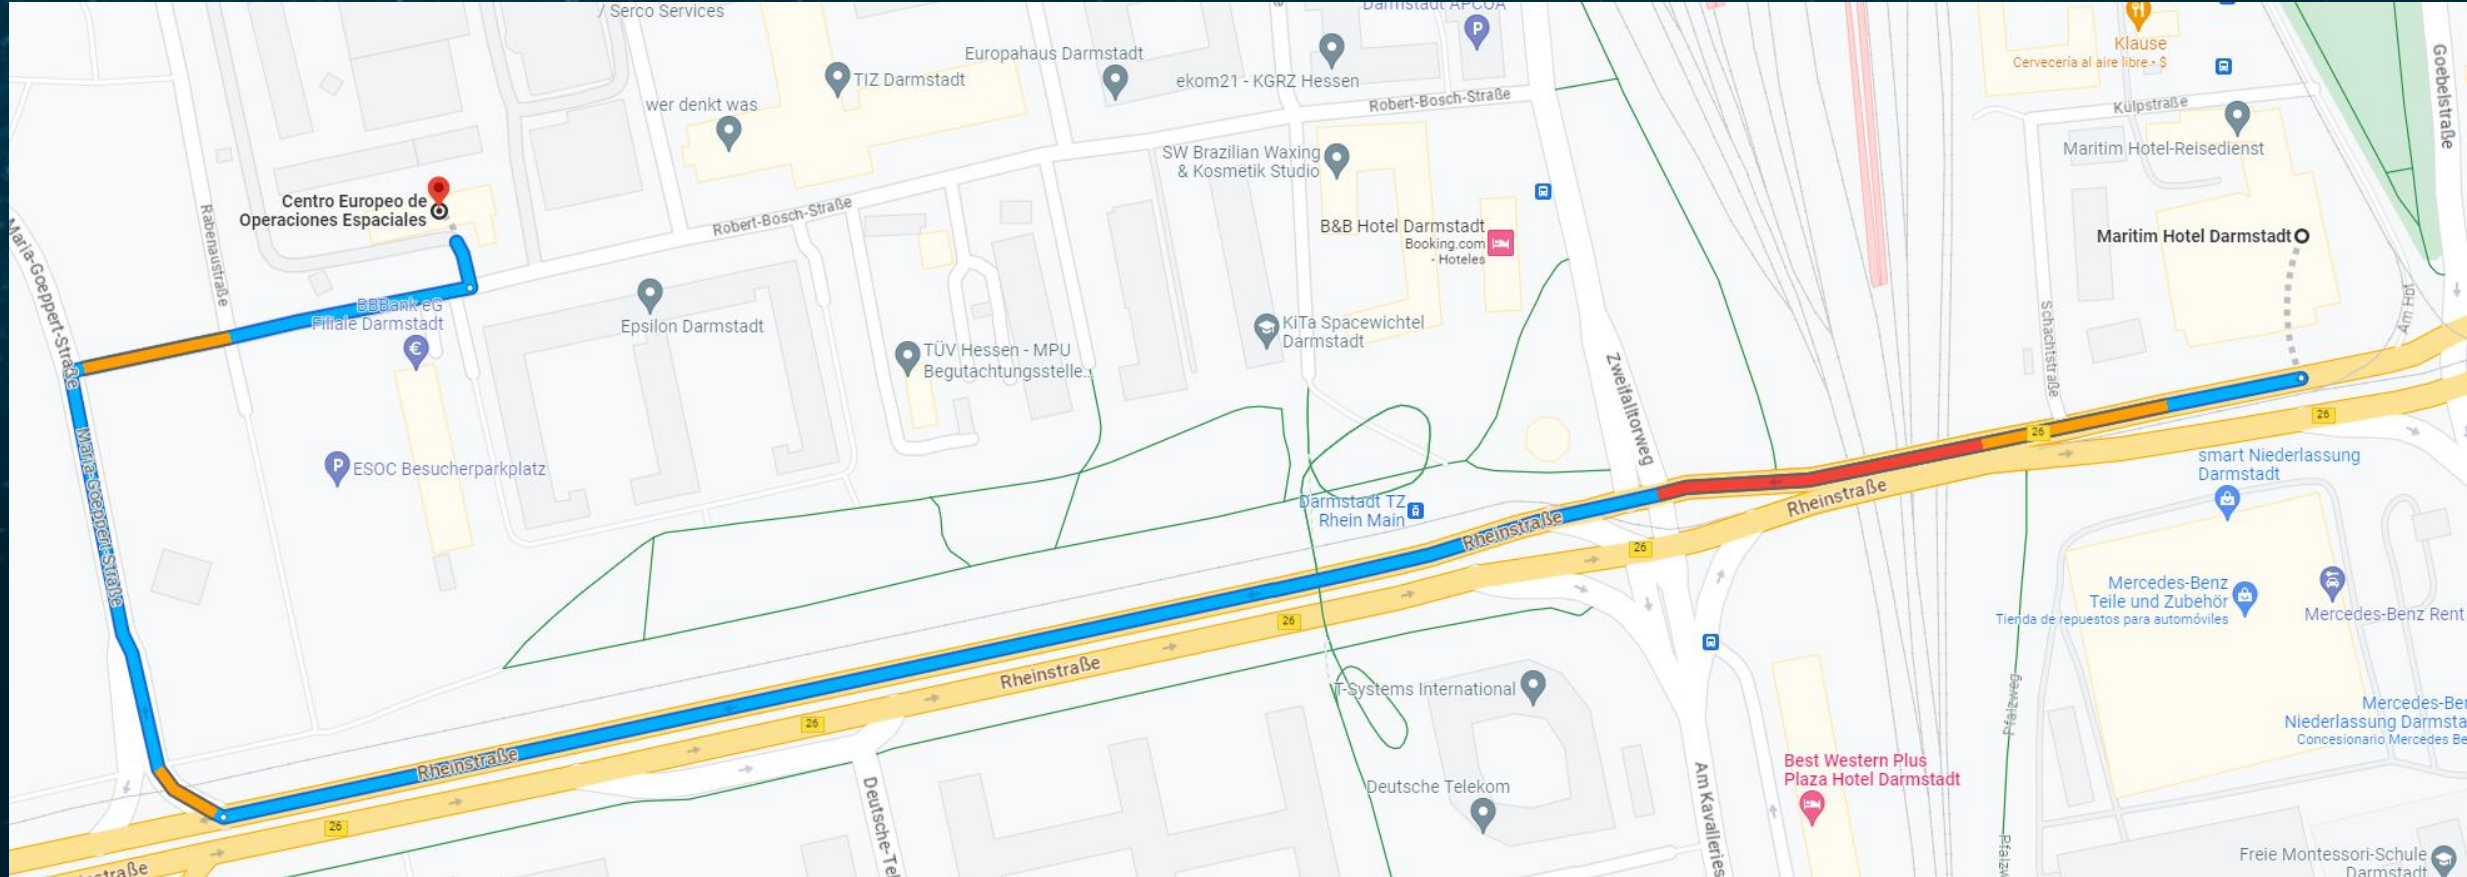 / Serco Services
Darmstadt APCOA
P
Klause
Cervecería al aire libre • $
Goebelstraße
Europahaus Darmstadt
TIZ Darmstadt
ekom21 - KGRZ Hessen
wer denkt was
Robert-Bosch-Straße
Külpstraße
Maritim Hotel-Reisedienst
SW Brazilian Waxing
& Kosmetik Studio
Centro Europeo de
Operaciones Espaciales
Rabenaustraße
Robert-Bosch-Straße
B&B Hotel Darmstadt
Booking.com
- Hoteles
Maritim Hotel Darmstadt
Maria-Goeppert-Straße
BBBank eG
Filiale Darmstadt
€
Epsilon Darmstadt
KiTa Spacewichtel
Darmstadt
TÜV Hessen - MPU
Begutachtungsstelle...
Zweifalltorweg
Schachtstraße
Am Hbf
26
26
Maria-Goeppert-Straße
P
ESOC Besucherparkplatz
Darmstadt TZ
Rhein Main
Rheinstraße
Rheinstraße
smart Niederlassung
Darmstadt
26
Mercedes-Benz
Teile und Zubehör
Tienda de repuestos para automóviles
Mercedes-Benz Rent
26
Rheinstraße
T-Systems International
Pfalzweg
Mercedes-Ben
Niederlassung Darmsta
Concesionario Mercedes Be
26
Rheinstraße
Deutsche-Tel
Deutsche Telekom
Am Kavalleries
Best Western Plus
Plaza Hotel Darmstadt
26
Pfalzw
Freie Montessori-Schule
Darmstadt
straße